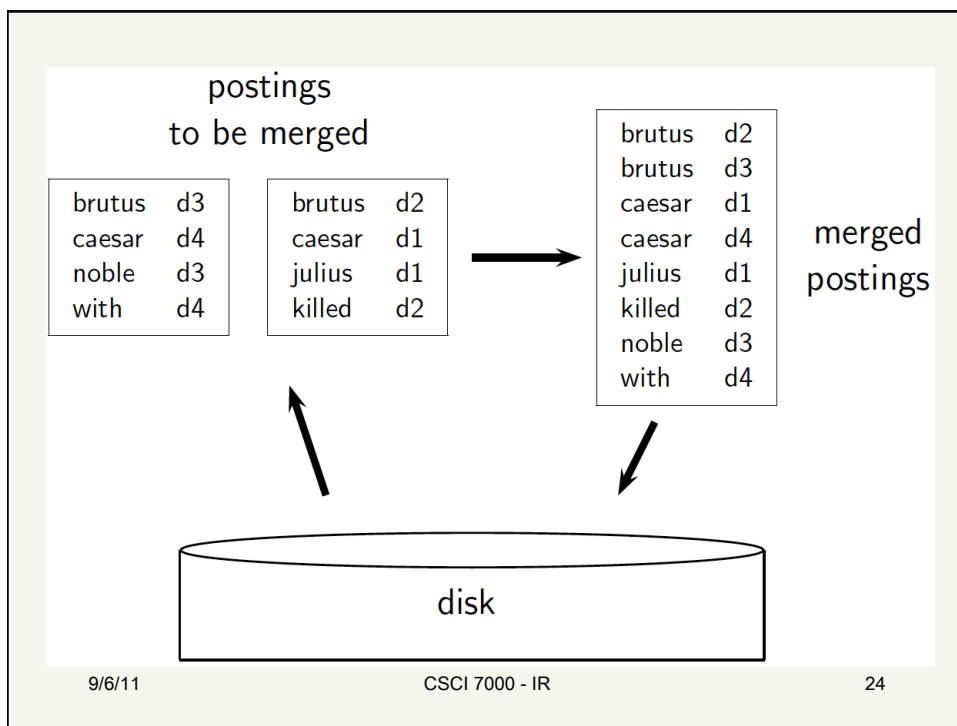 postings
to be merged
brutus d3
caesar d4
noble d3
with d4
brutus d2
caesar d1
julius d1
killed d2
brutus d2
brutus d3
caesar d1
caesar d4
julius d1
killed d2
noble d3
with d4
merged
postings
disk
9/6/11 CSCI 7000 - IR 24